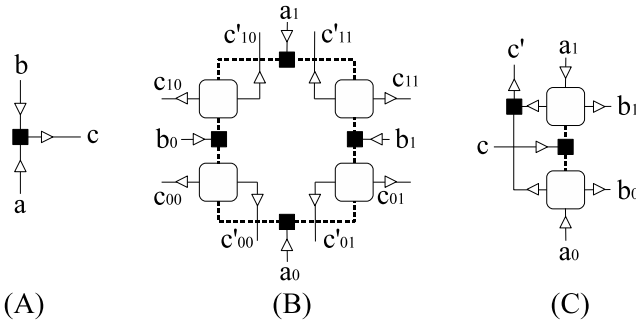 b
c
a
(A)
a₁
c'₁₀
c'₁₁
c₁₀
c₁₁
b₀
b₁
c₀₀
c₀₁
c'₀₀
c'₀₁
a₀
(B)
c'
a₁
b₁
c
b₀
a₀
(C)